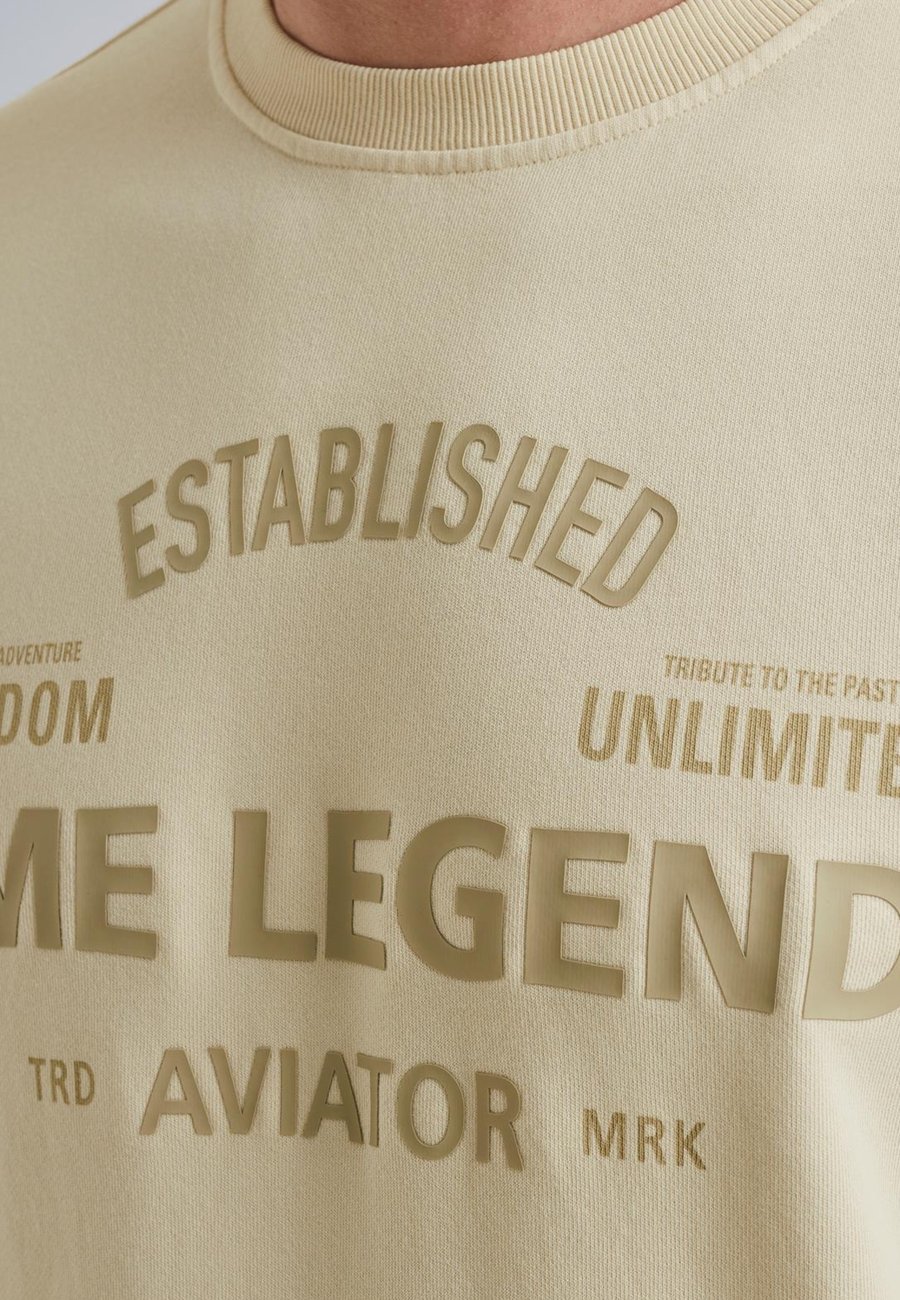 ESTABLISHED
ADVENTURE
DOM
TRIBUTE TO THE PAST
UNLIMITE
ME LEGEND
TRD AVIATOR MRK